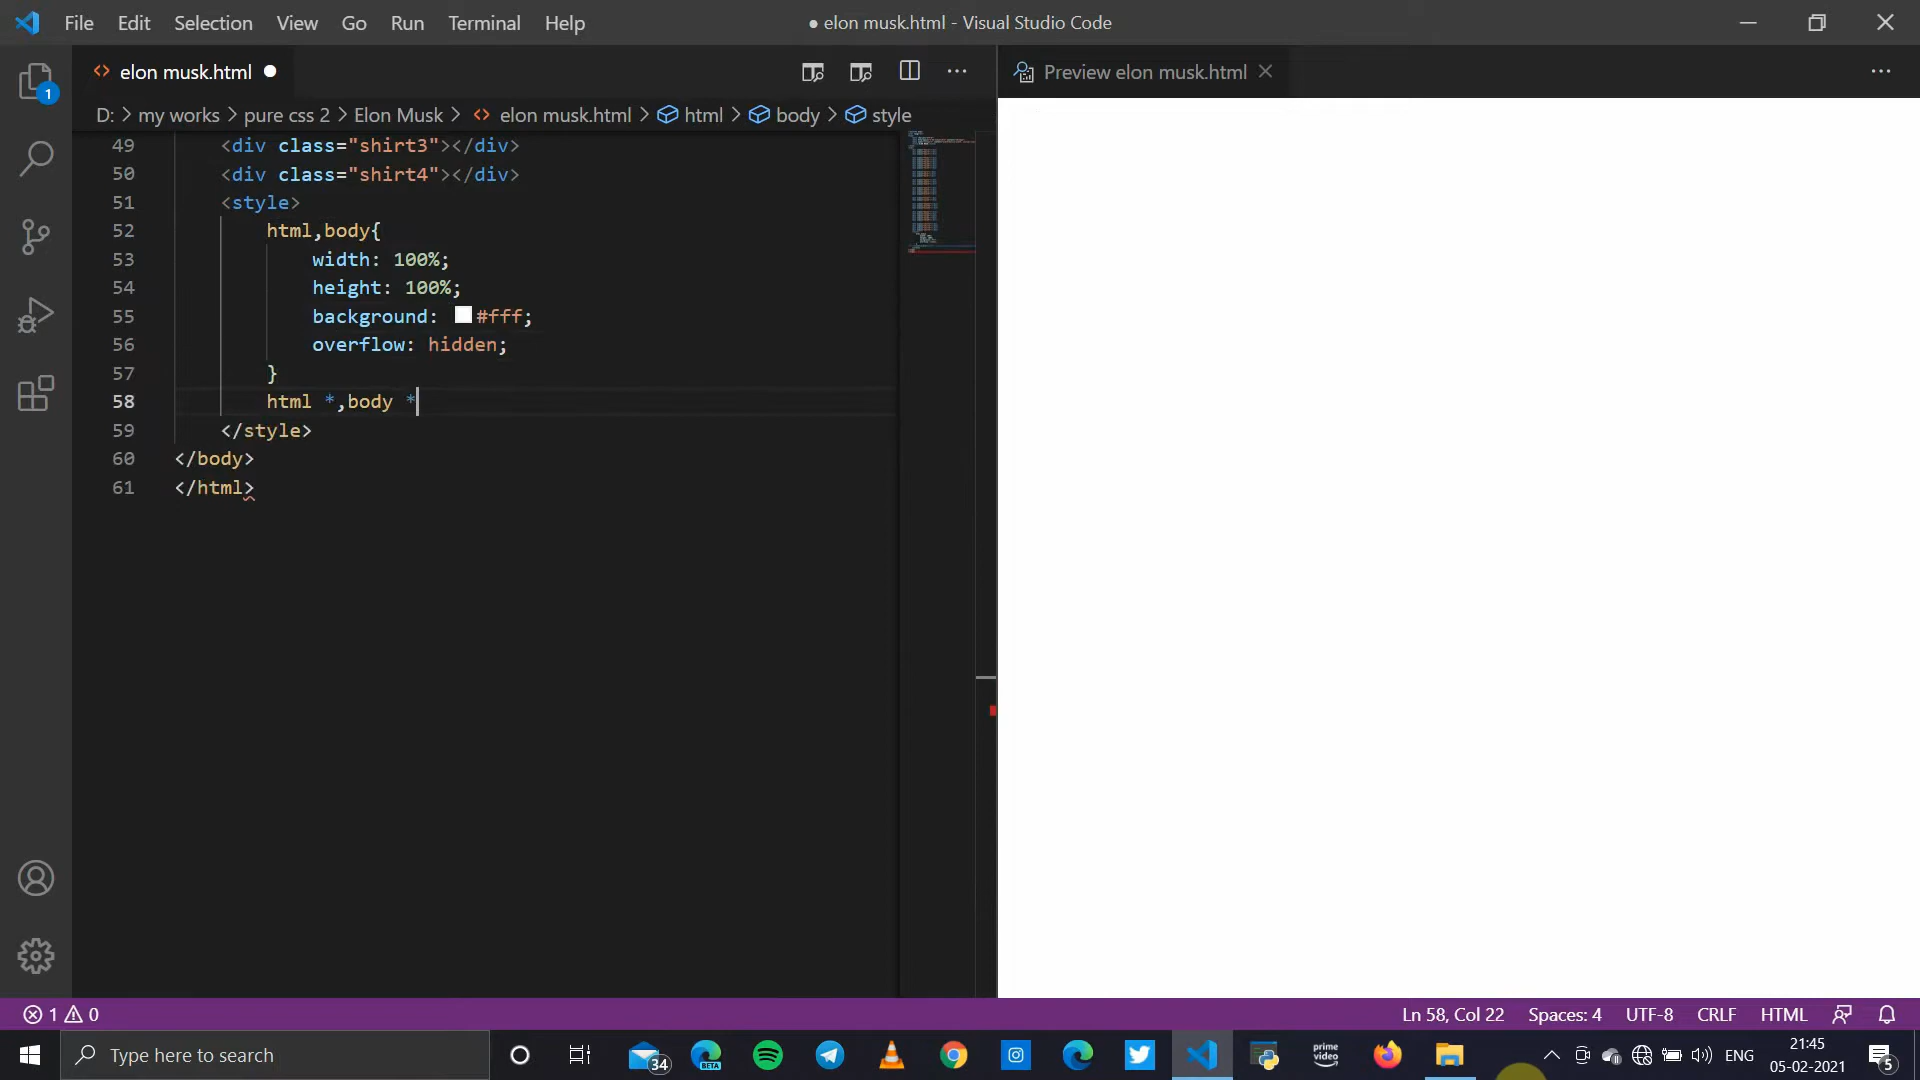 File Edit Selection View Go Run Terminal Help
● elon musk.html - Visual Studio Code
elon musk.html ●
Preview elon musk.html
D: > my works > pure css 2 > Elon Musk > elon musk.html > html > body > style
49 <div class="shirt3"></div>
50 <div class="shirt4"></div>
51 <style>
52 html,body{
53 width: 100%;
54 height: 100%;
55 background: #fff;
56 overflow: hidden;
57 }
58 html *,body *
59 </style>
60 </body>
61 </html>
1
1 0
Ln 58, Col 22 Spaces: 4 UTF-8 CRLF HTML
Type here to search
34
BETA
prime video
ENG
21:45
05-02-2021
5